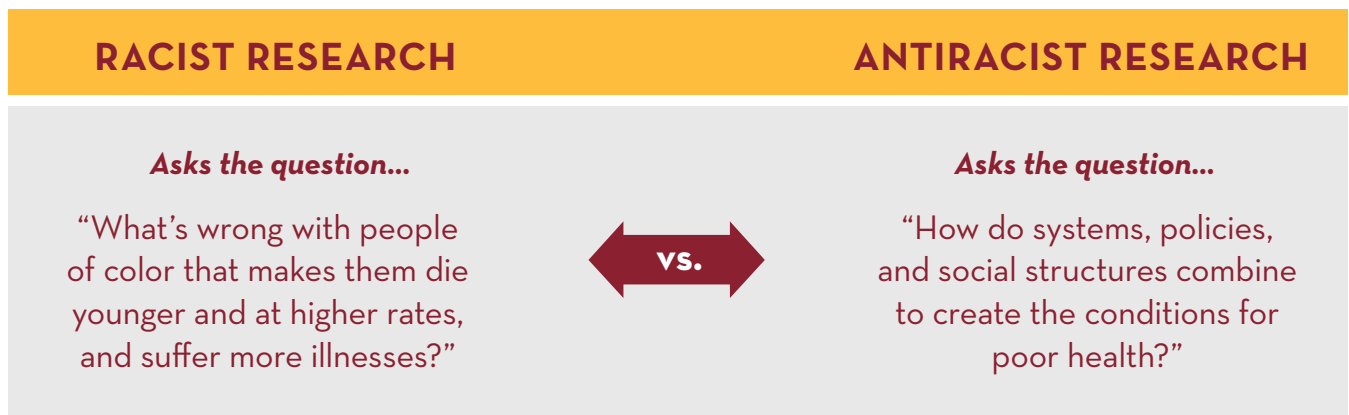 RACIST RESEARCH
ANTIRACIST RESEARCH
Asks the question...
“What’s wrong with people
of color that makes them die
younger and at higher rates,
and suffer more illnesses?”
vs.
Asks the question...
“How do systems, policies,
and social structures combine
to create the conditions for
poor health?”